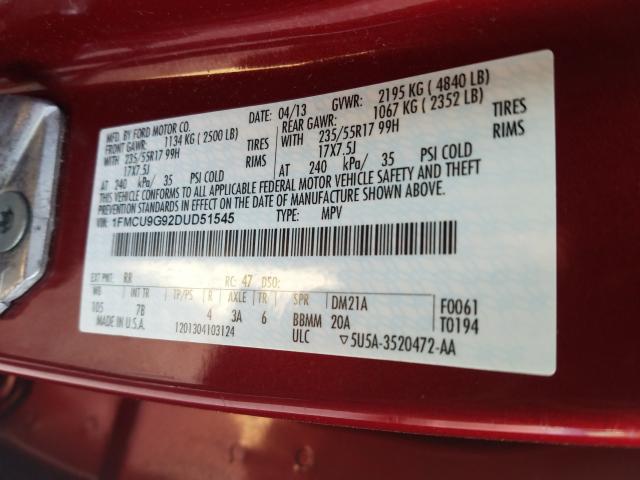 MFD. BY FORD MOTOR CO. DATE 04/13 GVWR: 2195 KG ( 4840 LB)
FRONT GAWR: 1134 KG ( 2500 LB) REAR GAWR: 1067 KG ( 2352 LB)
WITH 235/55R17 99H TIRES WITH 235/55R17 99H TIRES
17X7.5J RIMS 17X7.5J RIMS
AT 240 kPa/ 35 PSI COLD AT 240 kPa/ 35 PSI COLD
THIS VEHICLE CONFORMS TO ALL APPLICABLE FEDERAL MOTOR VEHICLE SAFETY AND THEFT
PREVENTION STANDARDS IN EFFECT ON THE DATE OF MANUFACTURE SHOWN ABOVE.
VIN: 1FMCU9G92DUD51545 TYPE: MPV
EXT PNT: RR RC: 47 DSO:
WB INT TR TP/PS R AXLE TR SPR DM21A F0061
105 7B 4 3A 6 BBMM 20A T0194
MADE IN U.S.A. 1201304103124 ULC ▽5U5A-3520472-AA